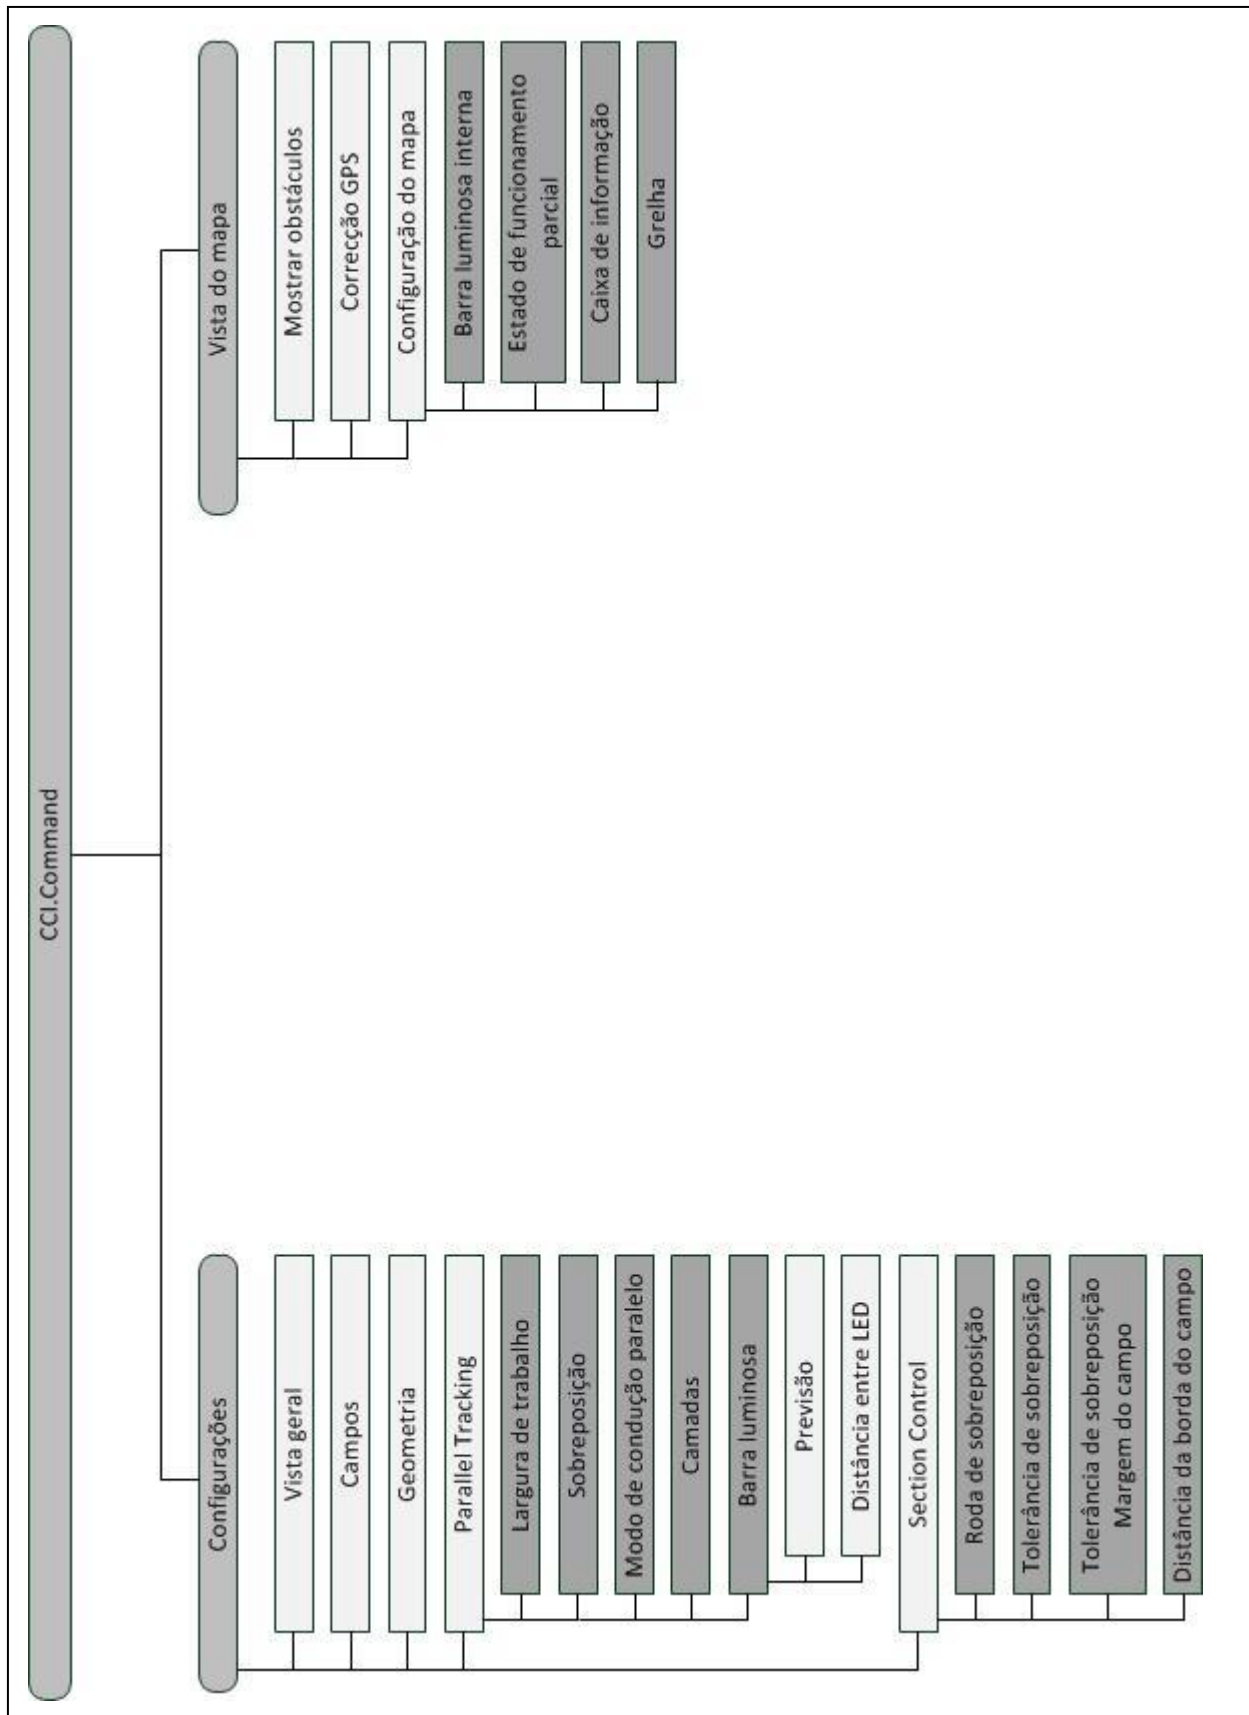 CCI.Command
Configurações
Vista geral
Campos
Geometria
Parallel Tracking
Largura de trabalho
Sobreposição
Modo de condução paralelo
Camadas
Barra luminosa
Previsão
Distância entre LED
Section Control
Roda de sobreposição
Tolerância de sobreposição
Tolerância de sobreposição
Margem do campo
Distância da borda do campo
Vista do mapa
Mostrar obstáculos
Correcção GPS
Configuração do mapa
Barra luminosa interna
Estado de funcionamento
parcial
Caixa de informação
Grelha